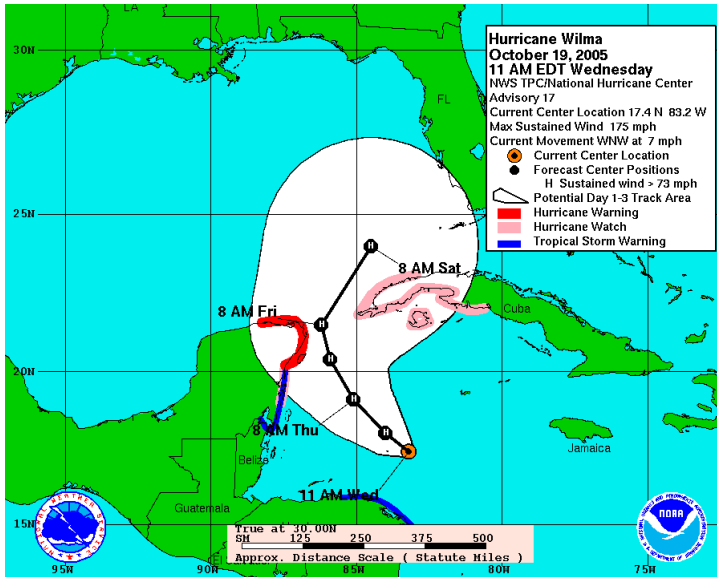 LA
30N
FL
Hurricane Wilma
October 19, 2005
11 AM EDT Wednesday
NWS TPC/National Hurricane Center
Advisory 17
Current Center Location 17.4 N 83.2 W
Max Sustained Wind 175 mph
Current Movement WNW at 7 mph
Current Center Location
Forecast Center Positions
H Sustained wind > 73 mph
Potential Day 1-3 Track Area
Hurricane Warning
Hurricane Watch
Tropical Storm Warning
25N
H
8 AM Sat
8 AM Fri
H
Cuba
20N
H
H
8 AM Thu
H
Jamaica
Belize
11 AM Wed
Guatemala
15N
NATIONAL WEATHER SERVICE
NOAA
True at 30.00N
SM 125 250 375 500
Approx. Distance Scale ( Statute Miles )
95W 90W 85W 80W 75W